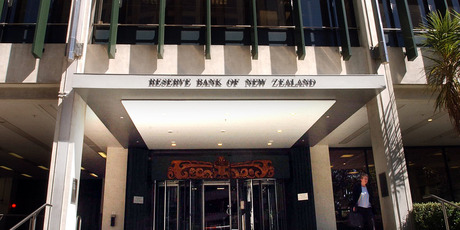 RESERVE BANK OF NEW ZEALAND